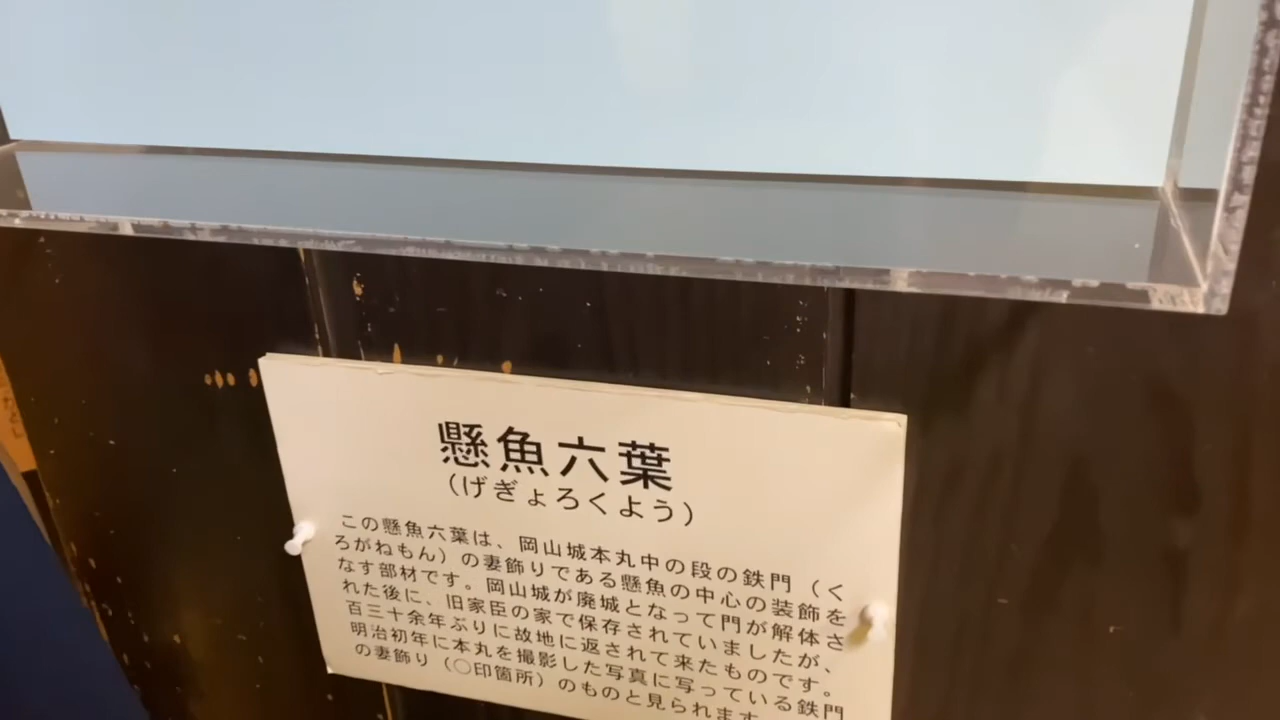 懸魚六葉
（げぎょろくよう）
この懸魚六葉は、岡山城本丸中の段の鉄門（く
ろがねもん）の妻飾りである懸魚の中心の装飾を
なす部材です。岡山城が廃城となって門が解体さ
れた後に、旧家臣の家で保存されていましたが、
百三十余年ぶりに故地に返されて来たものです。
明治初年に本丸を撮影した写真に写っている鉄門
の妻飾り（○印箇所）のものと見られます